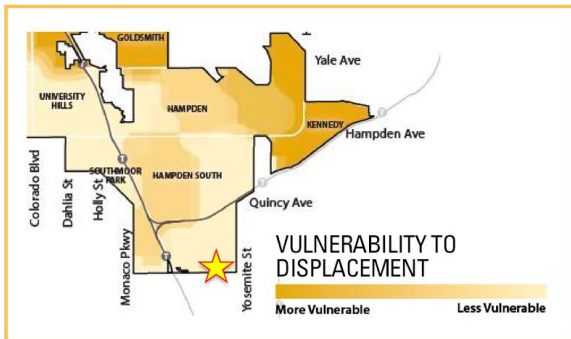 GOLDSMITH
Yale Ave
UNIVERSITY
HILLS
HAMPDEN
KENNEDY
Hampden Ave
Colorado Blvd
Dahlia St
Holly St
SOUTHMOOR
PARK
HAMPDEN SOUTH
Quincy Ave
Monaco Pkwy
Yosemite St
T
T
T
T
T
VULNERABILITY TO
DISPLACEMENT
More Vulnerable
Less Vulnerable